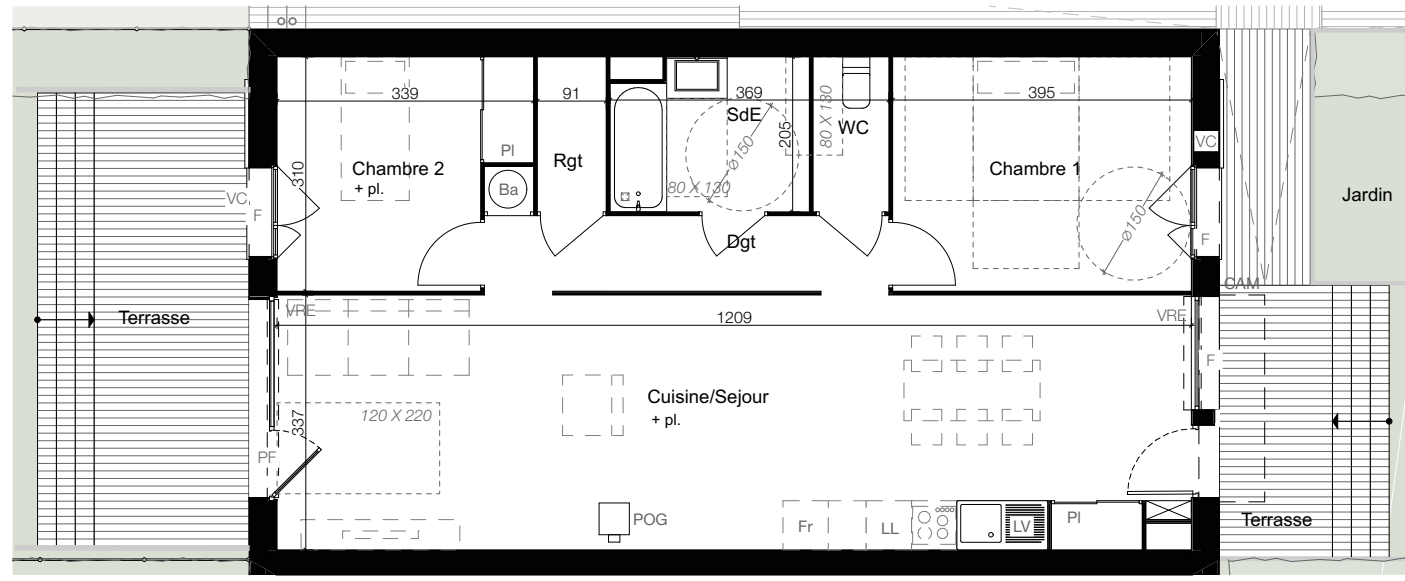 339
91
369
395
SdE
80 X 130
WC
205
Ø150
Pl
VC
Chambre 2
+ pl.
Rgt
Chambre 1
310
Ba
80 X 130
Jardin
VC
F
Ø150
Dgt
F
CAM
VRE
1209
VRE
Terrasse
F
Cuisine/Sejour
+ pl.
120 X 220
337
PF
POG
Fr
LL
LV
Pl
Terrasse